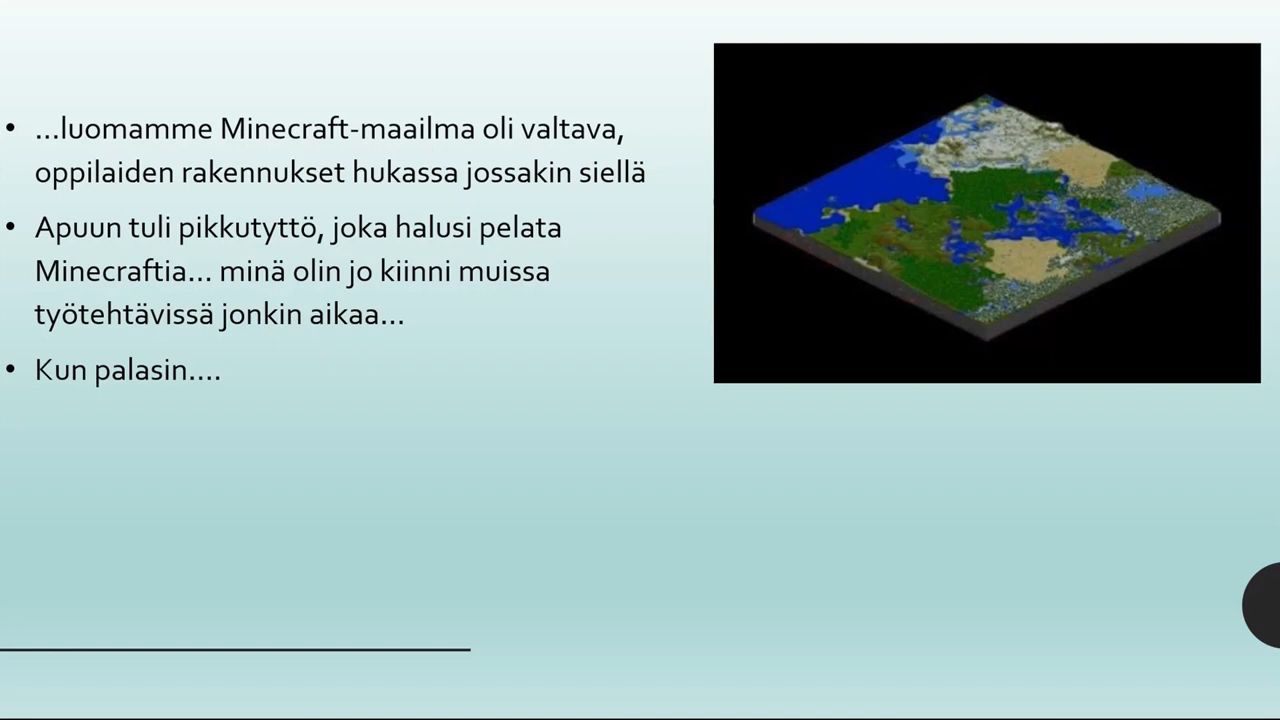 • ...luomamme Minecraft-maailma oli valtava,
oppilaiden rakennukset hukassa jossakin siellä
• Apuun tuli pikkutyttö, joka halusi pelata
Minecraftia... minä olin jo kiinni muissa
työtehtävissä jonkin aikaa...
• Kun palasin....